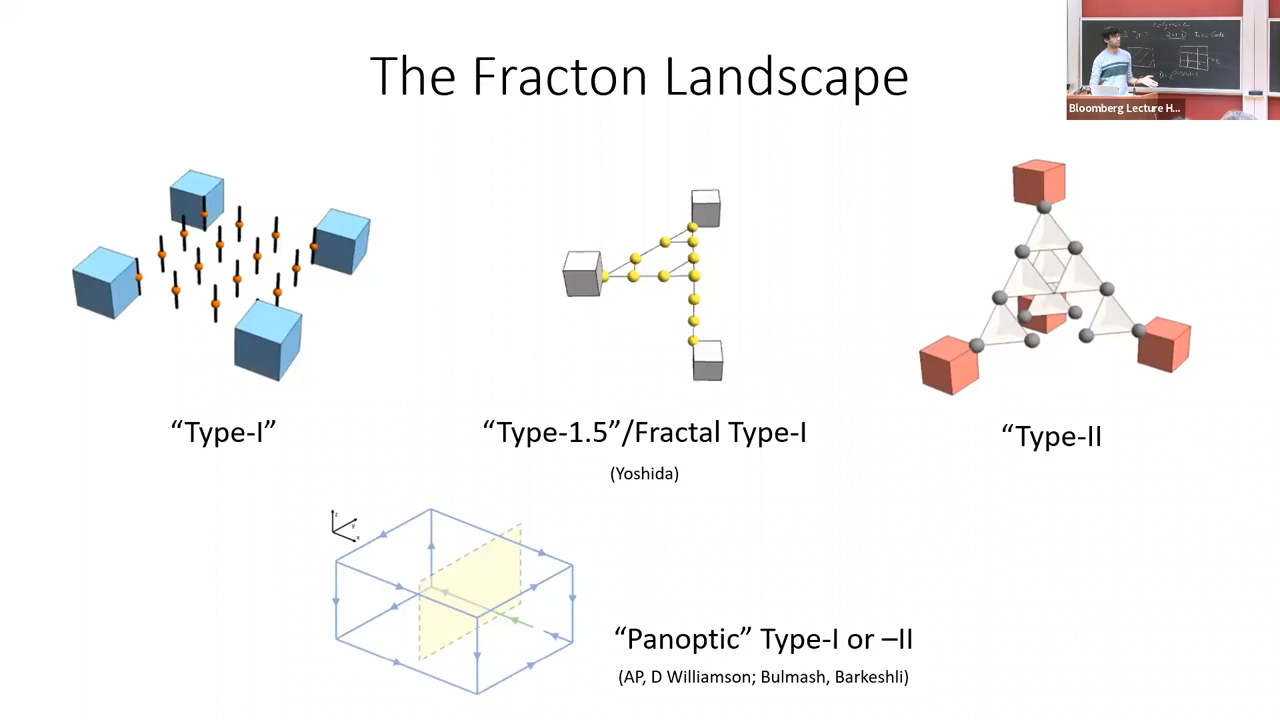 The Fracton Landscape
Bloomberg Lecture H...
“Type-I”
“Type-1.5”/Fractal Type-I
(Yoshida)
“Type-II
z
y
x
“Panoptic” Type-I or –II
(AP, D Williamson; Bulmash, Barkeshli)